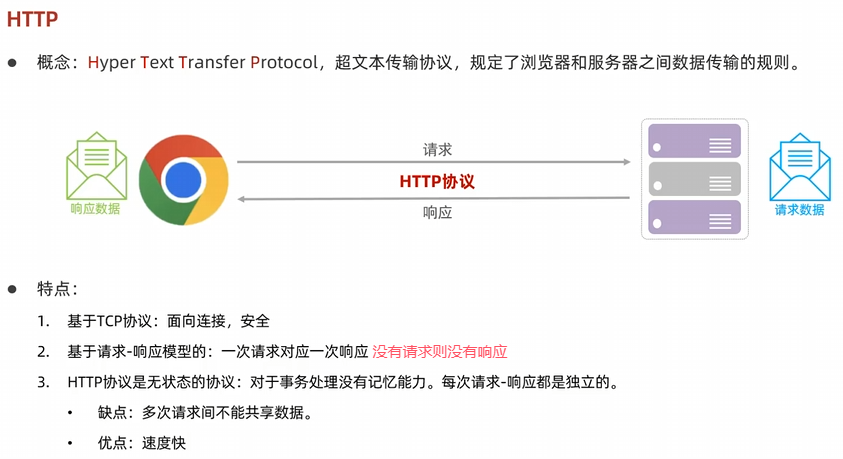 HTTP
● 概念：Hyper Text Transfer Protocol，超文本传输协议，规定了浏览器和服务器之间数据传输的规则。
请求
HTTP协议
响应
响应数据
请求数据
● 特点：
1. 基于TCP协议：面向连接，安全
2. 基于请求-响应模型的：一次请求对应一次响应 没有请求则没有响应
3. HTTP协议是无状态的协议：对于事务处理没有记忆能力。每次请求-响应都是独立的。
• 缺点：多次请求间不能共享数据。
• 优点：速度快